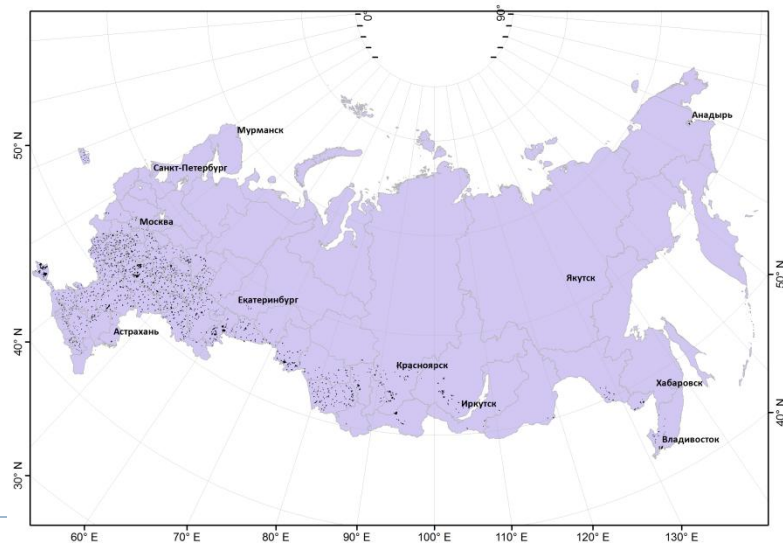 0°
90°
50° N
Мурманск
Анадырь
Санкт-Петербург
Москва
Якутск
50° N
Екатеринбург
Астрахань
40° N
Красноярск
Хабаровск
Иркутск
40° N
Владивосток
30° N
60° E
70° E
80° E
90° E
100° E
110° E
120° E
130° E